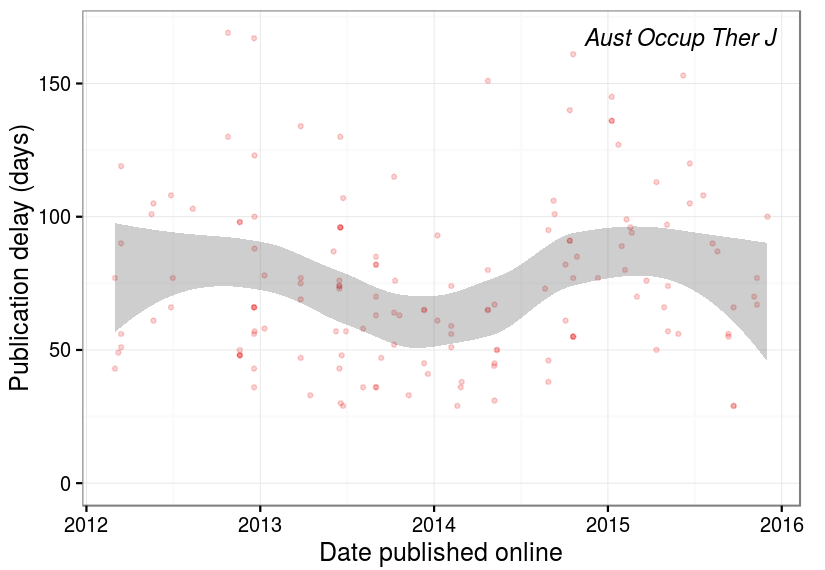 Aust Occup Ther J
Publication delay (days)
150
100
50
0
2012 2013 2014 2015 2016
Date published online